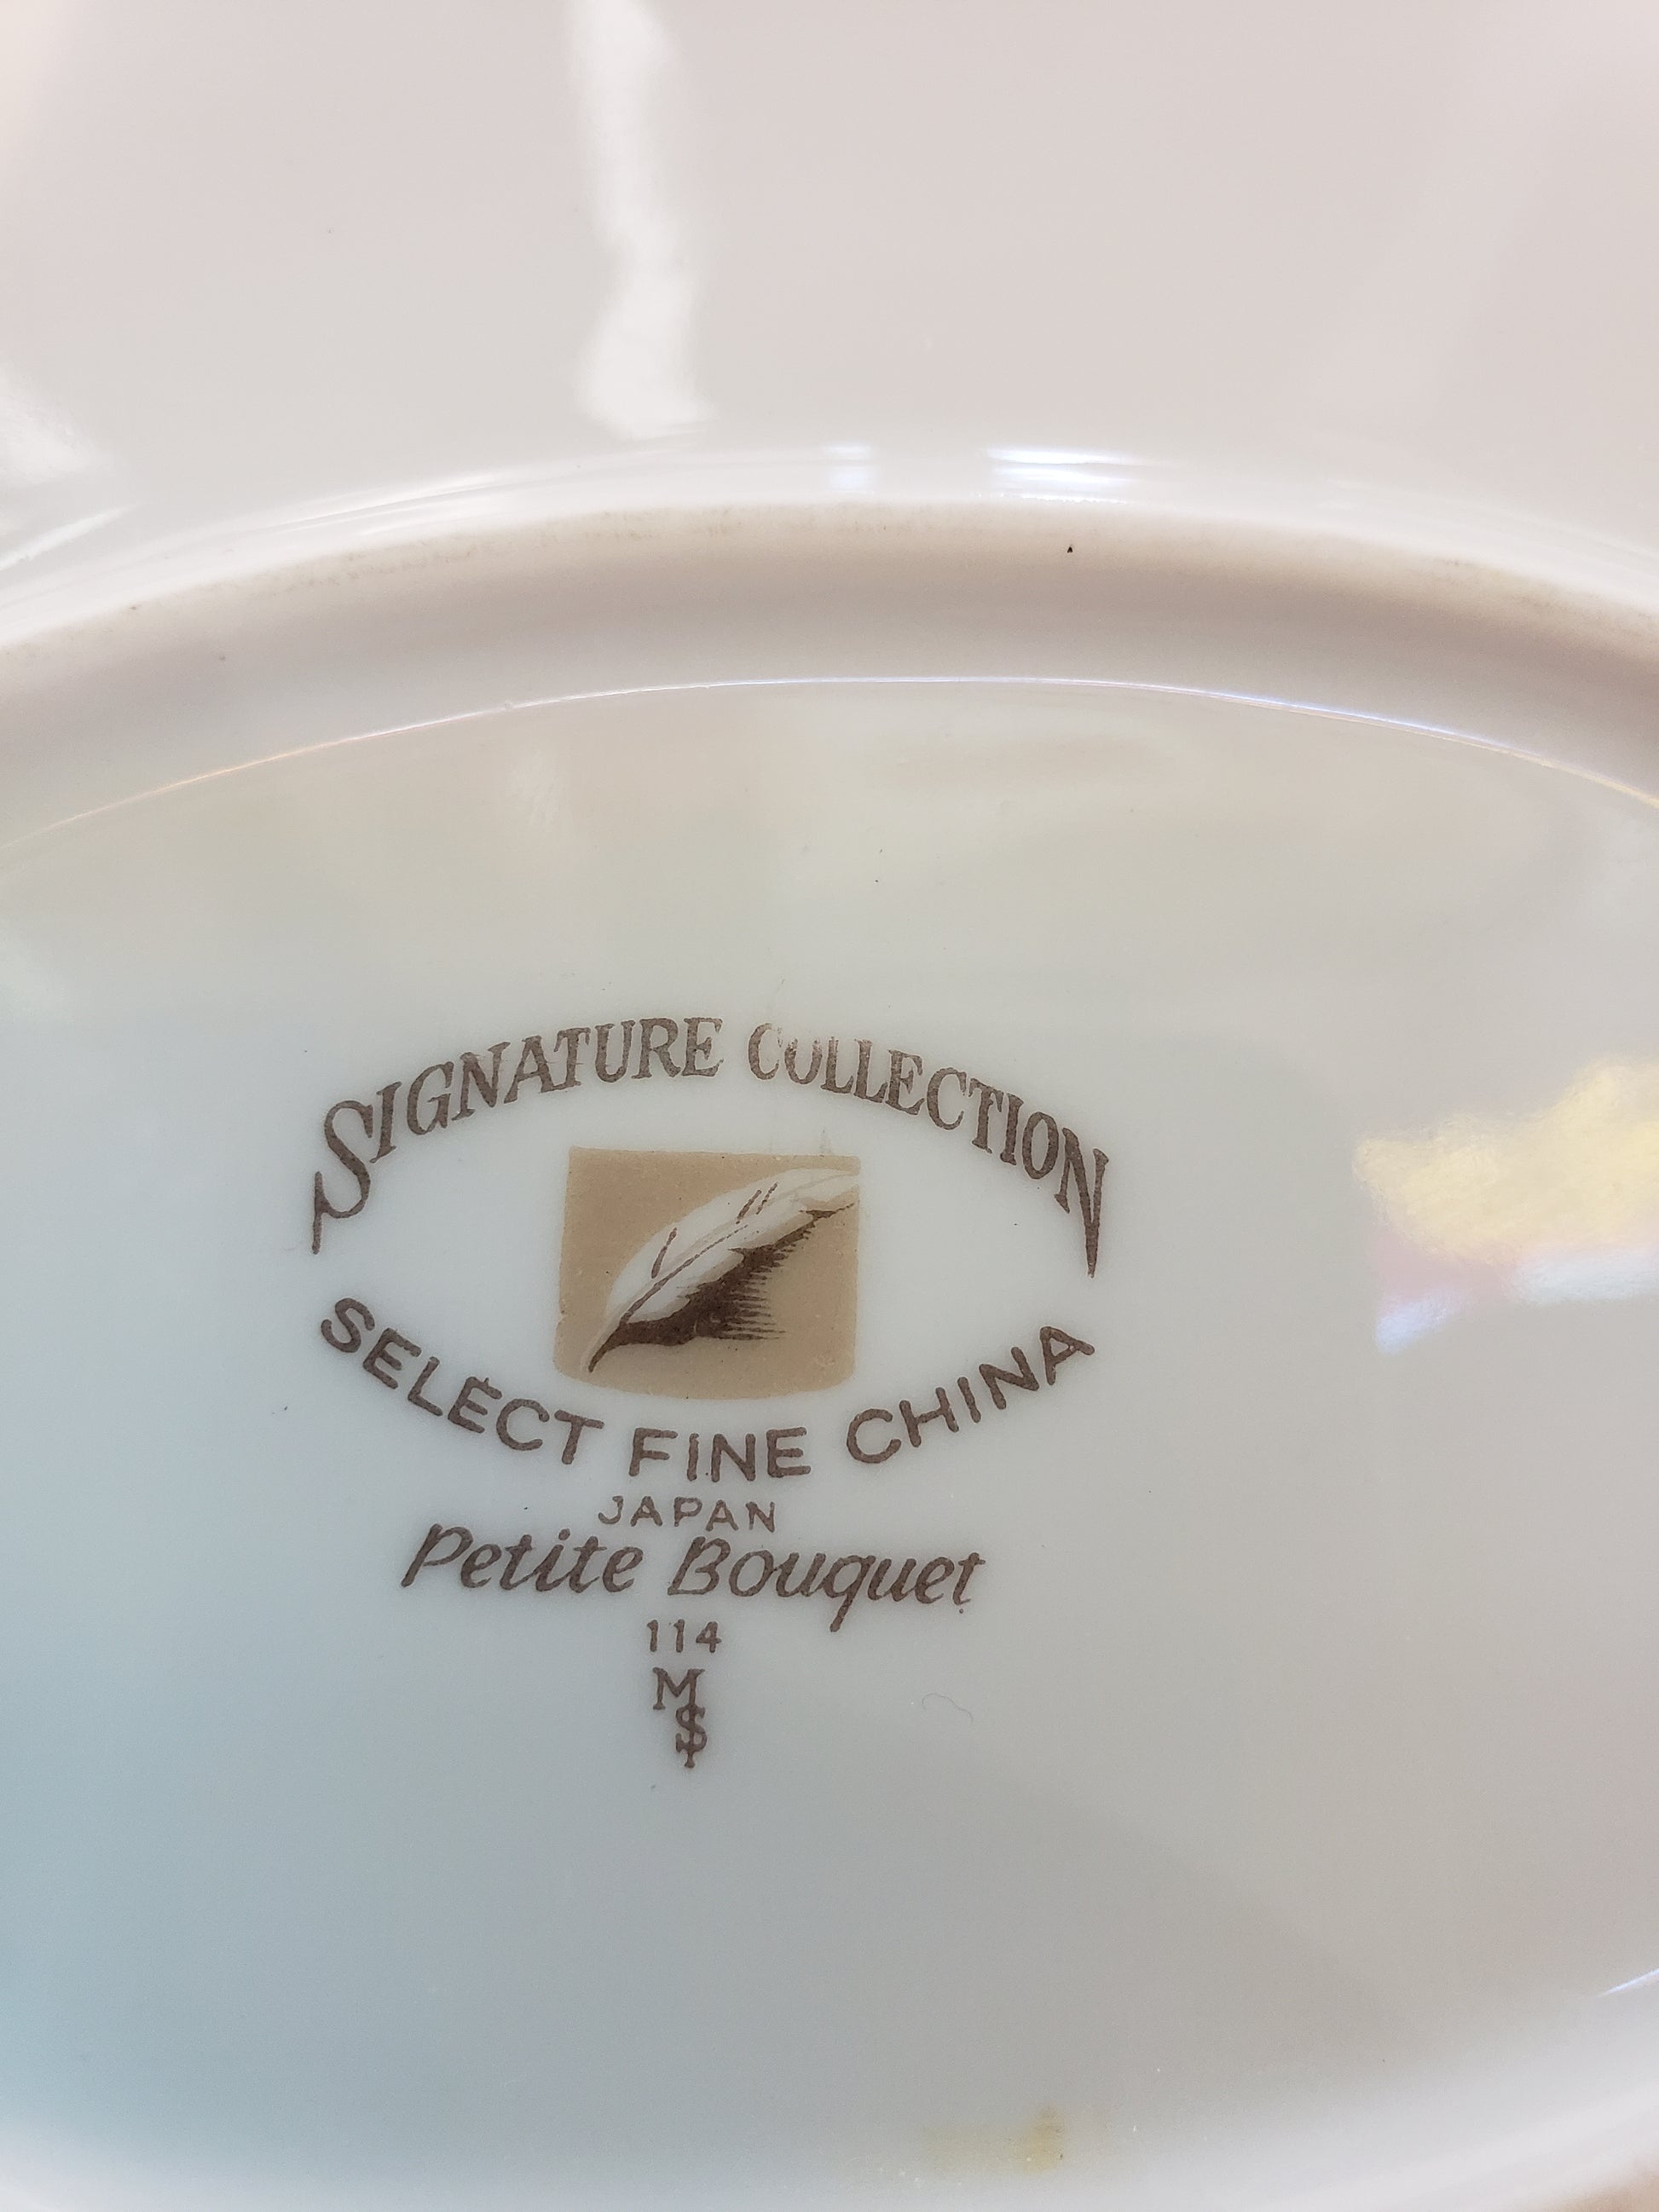 SIGNATURE COLLECTION
SELECT FINE CHINA
JAPAN
Petite Bouquet
114
M
$